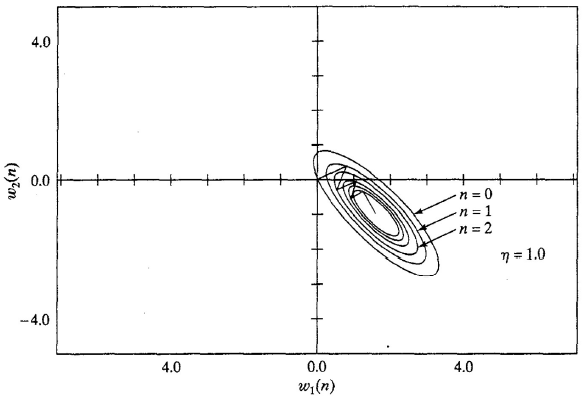 4.0
w₂(n)
0.0
n = 0
n = 1
n = 2
η = 1.0
−4.0
4.0
0.0
4.0
w₁(n)